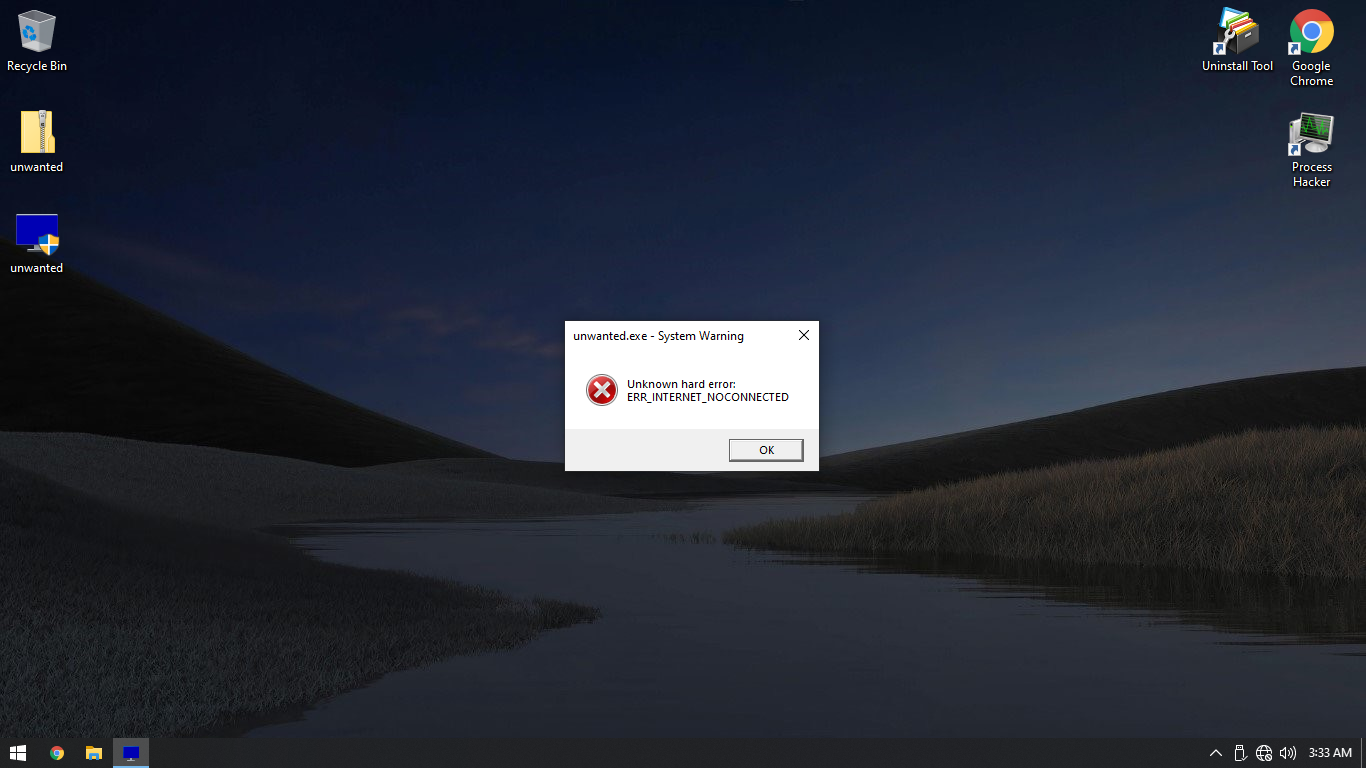 Recycle Bin
unwanted
unwanted
Uninstall Tool
Google
Chrome
Process
Hacker
unwanted.exe - System Warning
Unknown hard error:
ERR_INTERNET_NOCONNECTED
OK
3:33 AM